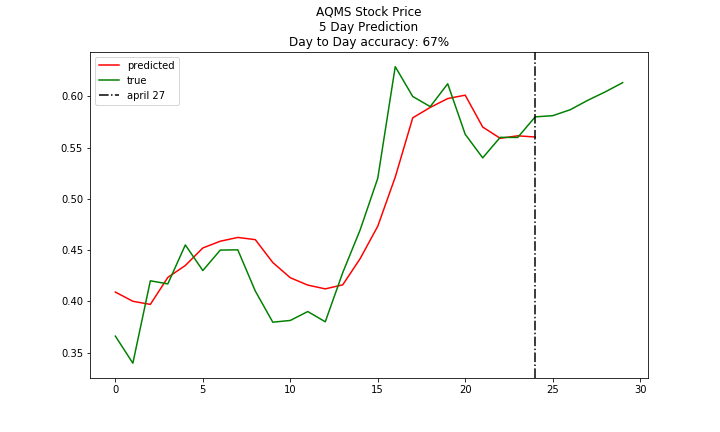 AQMS Stock Price
5 Day Prediction
Day to Day accuracy: 67%
predicted
true
april 27
0.60
0.55
0.50
0.45
0.40
0.35
0
5
10
15
20
25
30